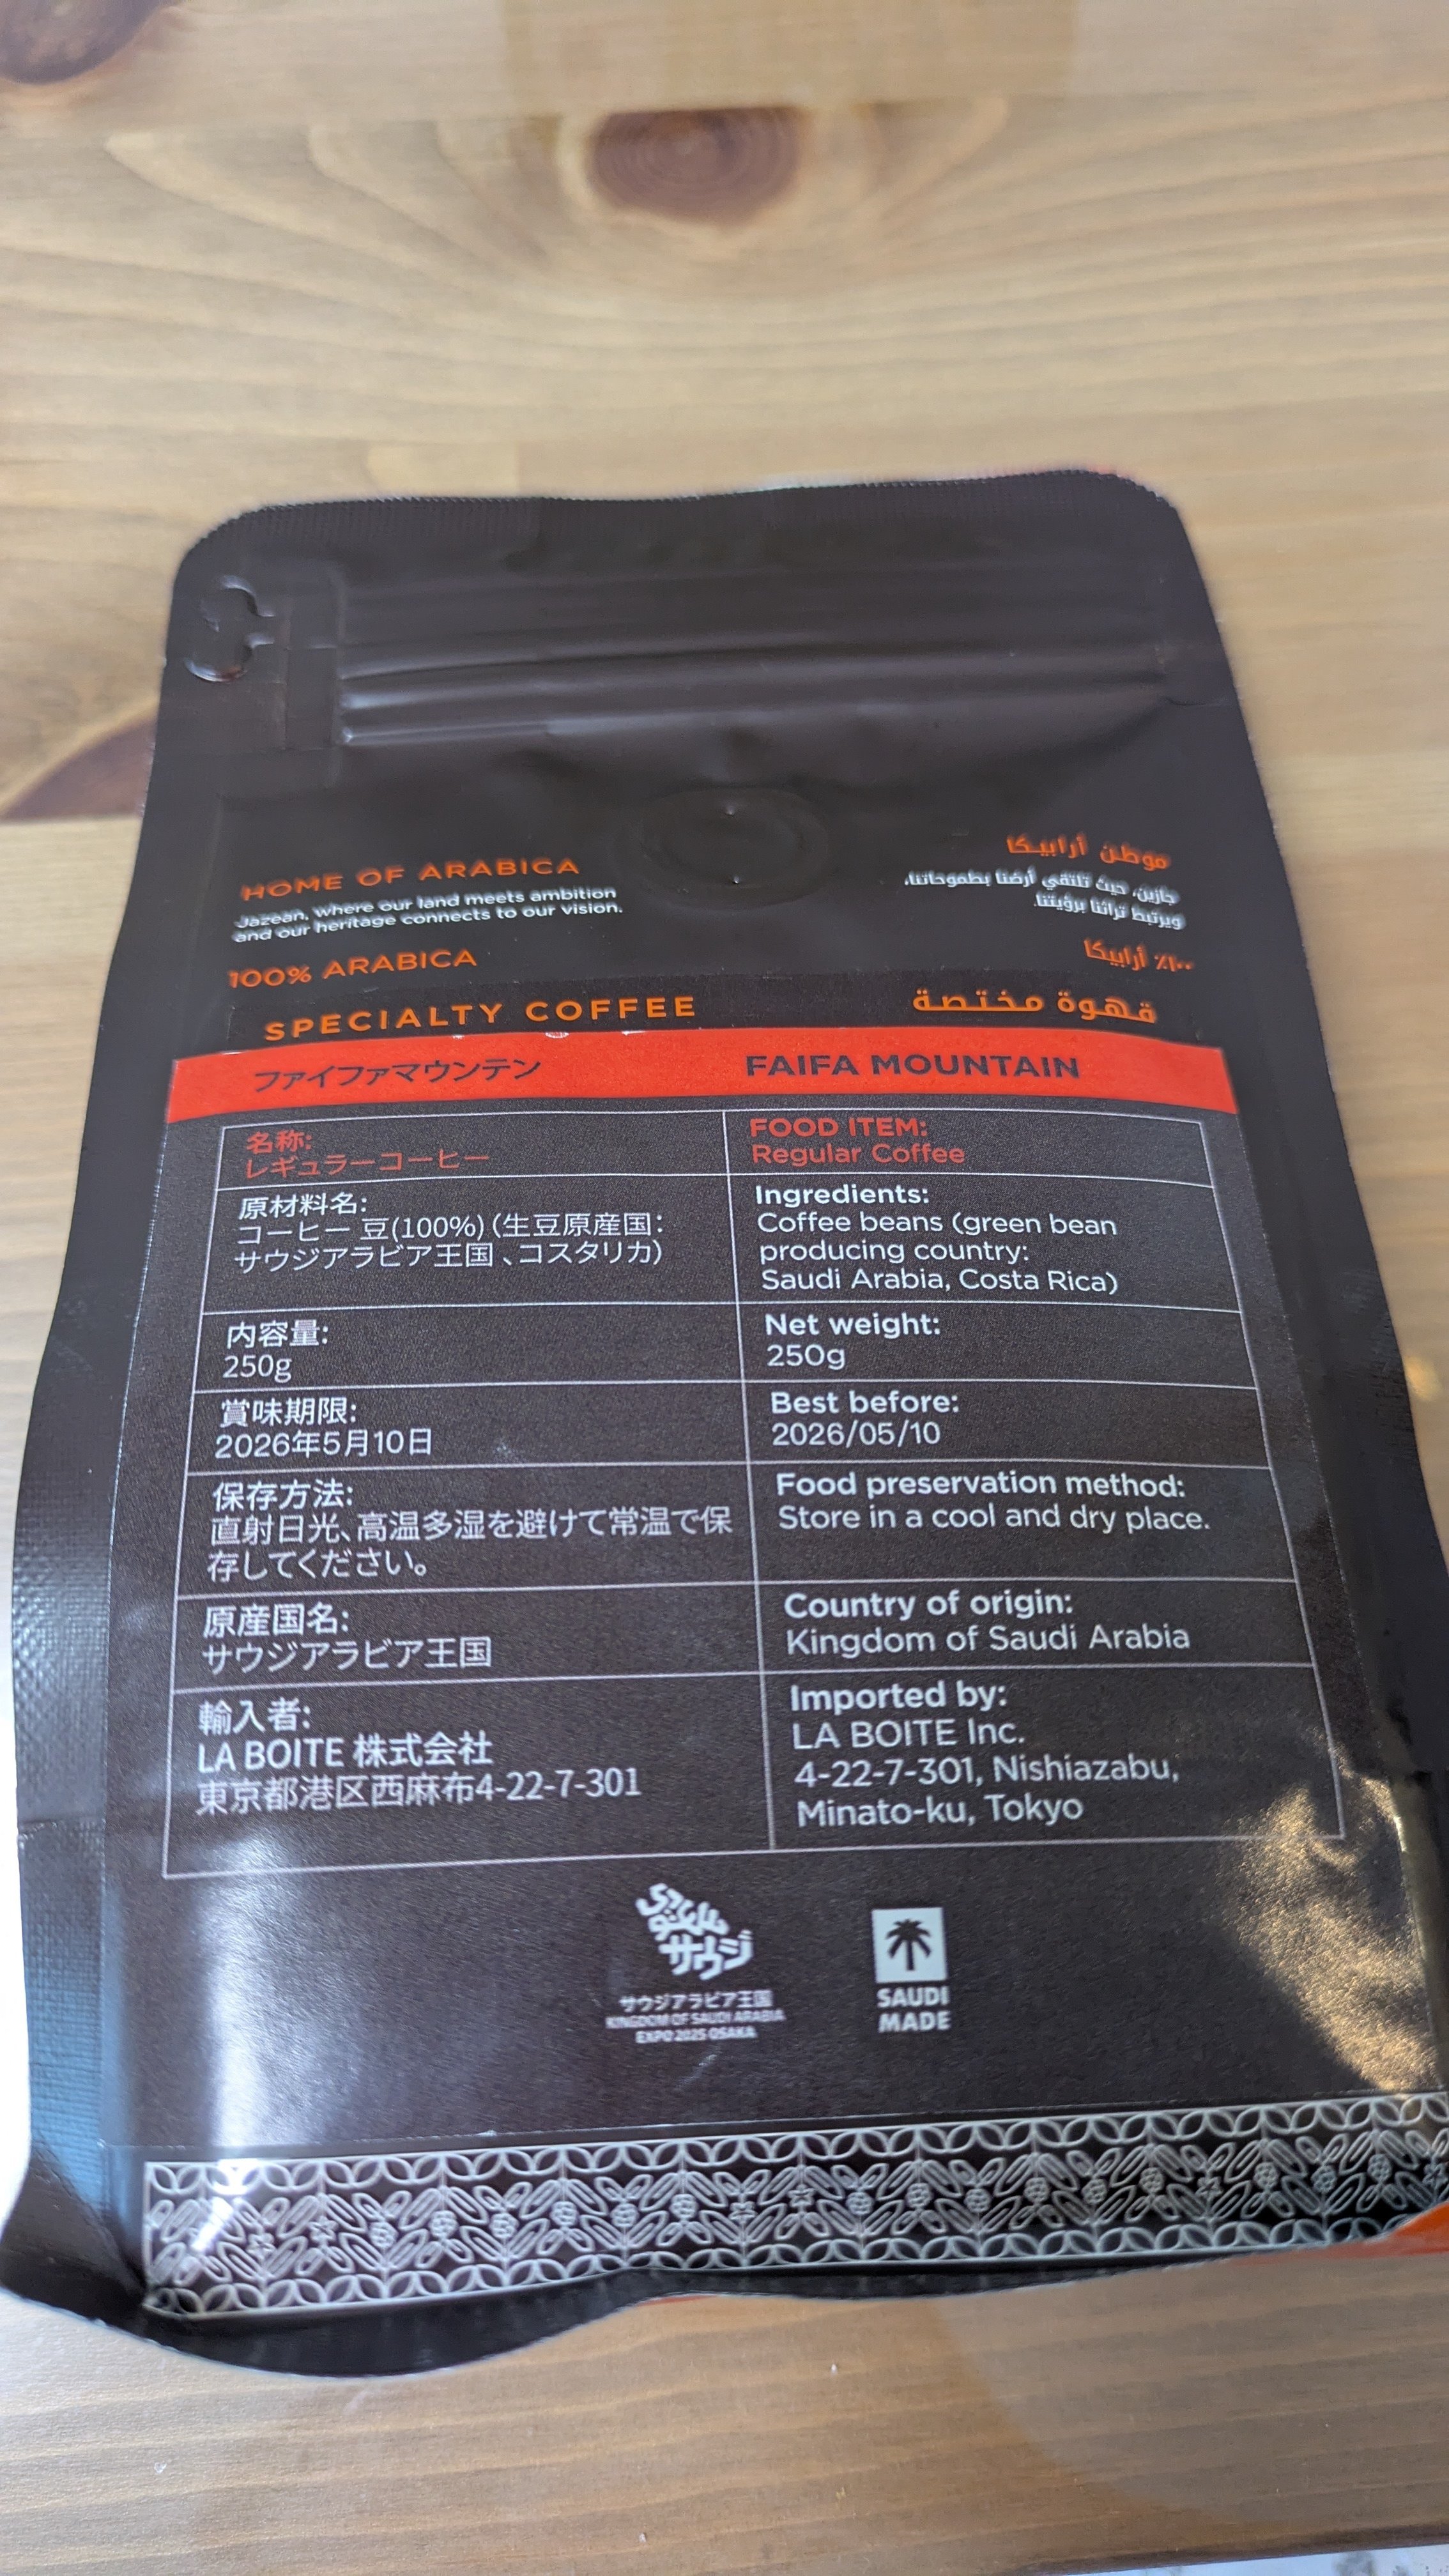 HOME OF ARABICA
Jazean, where our land meets ambition
and our heritage connects to our vision.
موطن أرابيكا
جازين، حيث تلتقي أرضنا بطموحاتنا،
ويرتبط تراثنا برؤيتنا.
100% ARABICA
١٠٠٪ أرابيكا
SPECIALTY COFFEE
قهوة مختصة
ファイファマウンテン
FAIFA MOUNTAIN
名称:
レギュラーコーヒー
FOOD ITEM:
Regular Coffee
原材料名:
コーヒー 豆(100%)(生豆原産国:
サウジアラビア王国、コスタリカ)
Ingredients:
Coffee beans (green bean
producing country:
Saudi Arabia, Costa Rica)
内容量:
250g
Net weight:
250g
賞味期限:
2026年5月10日
Best before:
2026/05/10
保存方法:
直射日光、高温多湿を避けて常温で保
存してください。
Food preservation method:
Store in a cool and dry place.
原産国名:
サウジアラビア王国
Country of origin:
Kingdom of Saudi Arabia
輸入者:
LA BOITE 株式会社
東京都港区西麻布4-22-7-301
Imported by:
LA BOITE Inc.
4-22-7-301, Nishiazabu,
Minato-ku, Tokyo
サウジ
サウジアラビア王国
KINGDOM OF SAUDI ARABIA
EXPO 2025 OSAKA
SAUDI
MADE